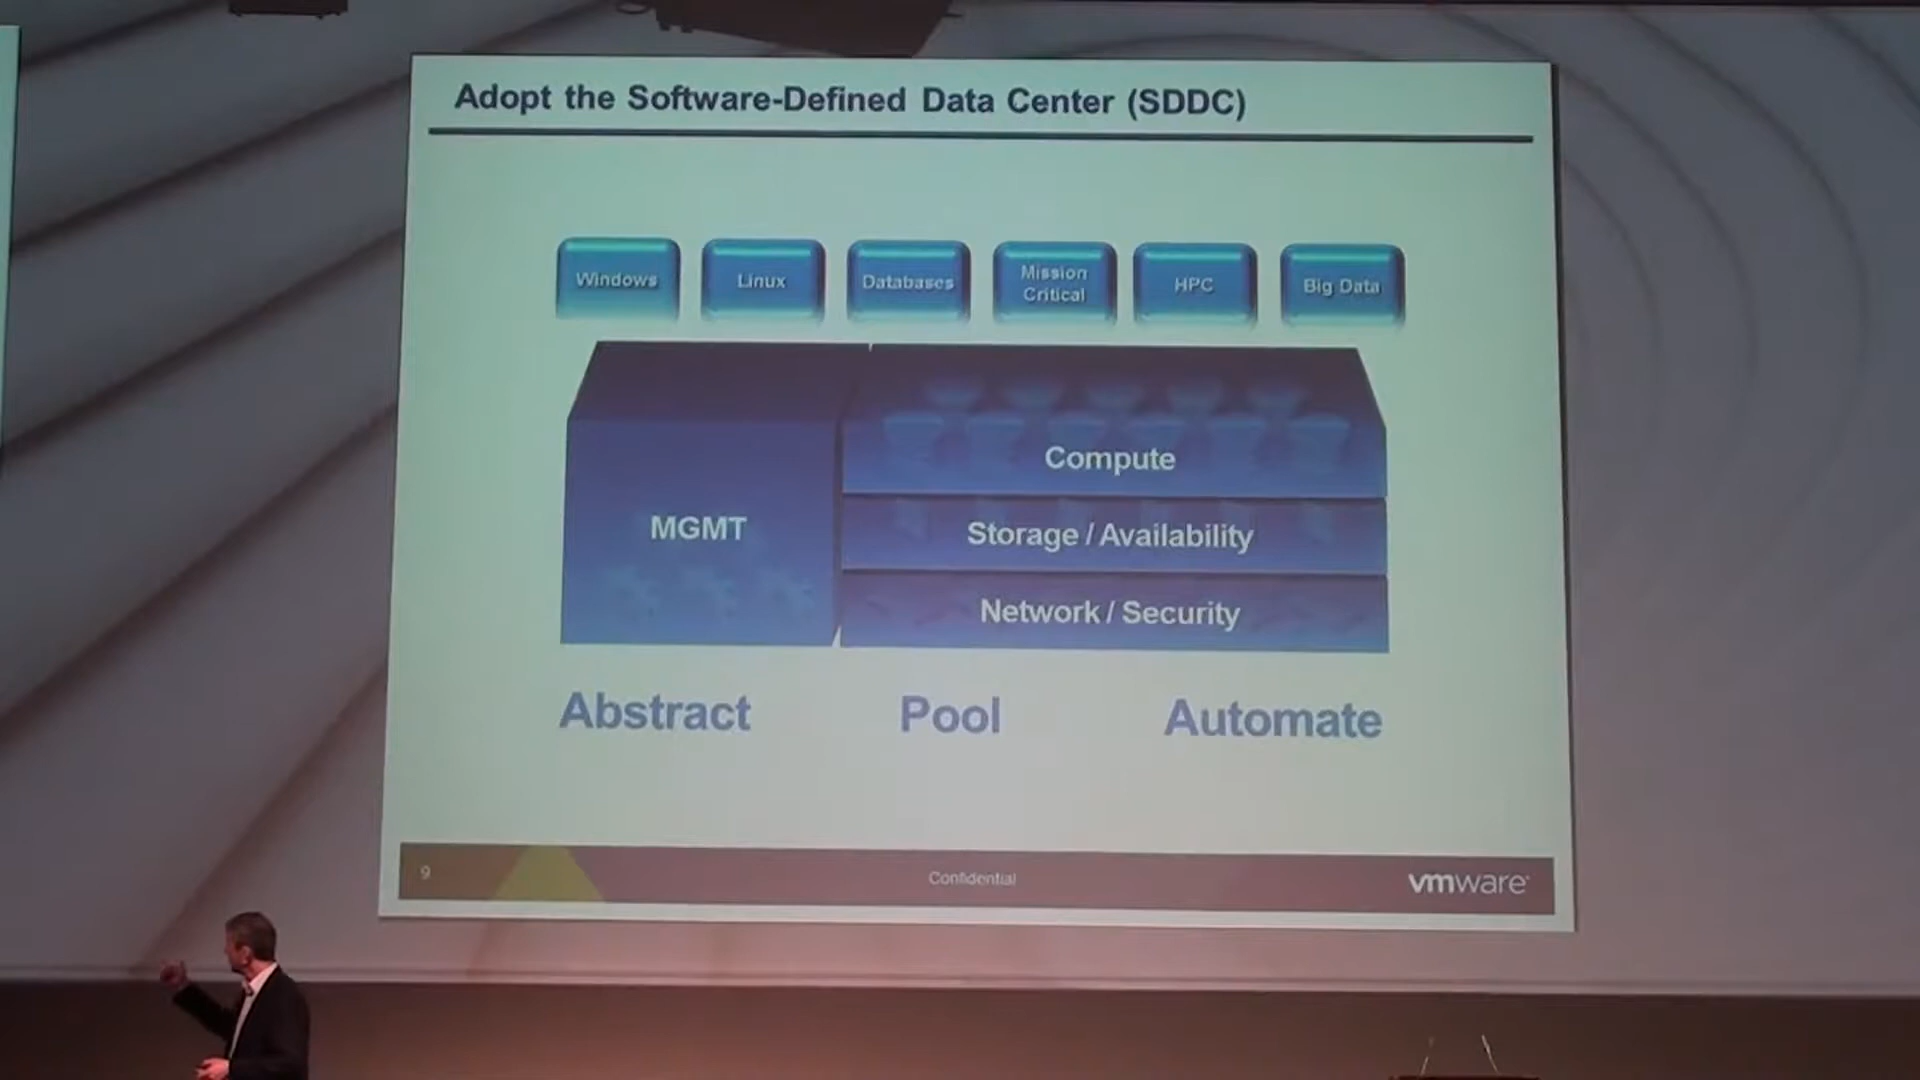 Adopt the Software-Defined Data Center (SDDC)
Windows
Linux
Databases
Mission
Critical
HPC
Big Data
MGMT
Compute
Storage / Availability
Network / Security
Abstract
Pool
Automate
9
Confidential
vmware